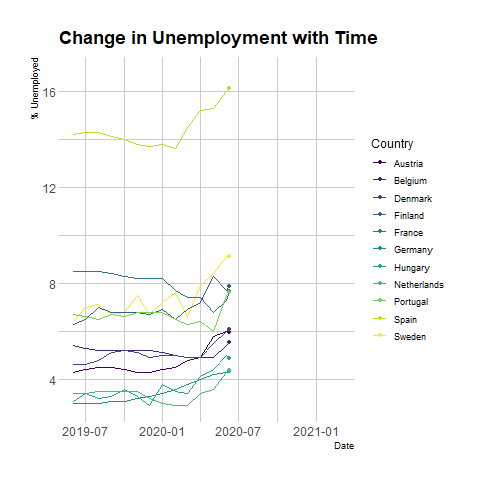 Change in Unemployment with Time
% Unemployed
16
12
8
4
2019-07 2020-01 2020-07 2021-01
Date
Country
Austria
Belgium
Denmark
Finland
France
Germany
Hungary
Netherlands
Portugal
Spain
Sweden